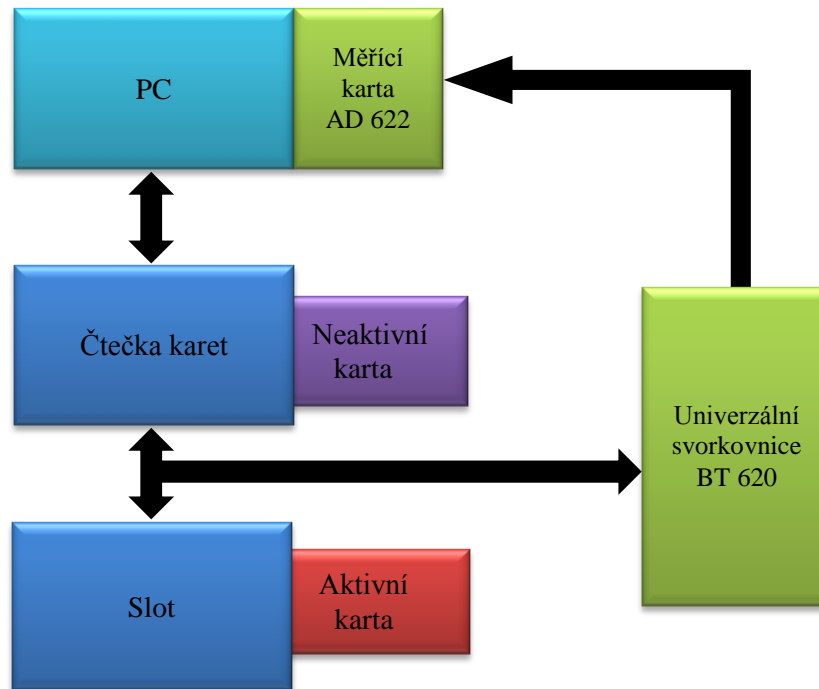 PC
Měřící
karta
AD 622
Čtečka karet
Neaktivní
karta
Univerzální
svorkovnice
BT 620
Slot
Aktivní
karta